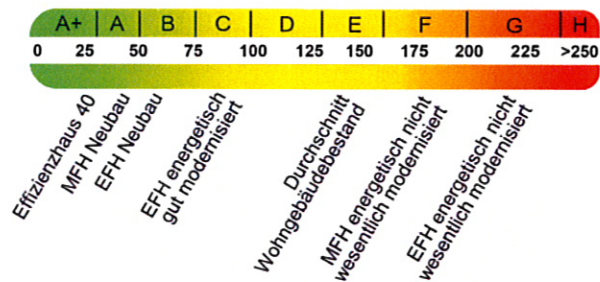 A+ A B C D E F G H
0 25 50 75 100 125 150 175 200 225 >250
Effizienzhaus 40
MFH Neubau
EFH Neubau
EFH energetisch
gut modernisiert
Durchschnitt
Wohngebäudebestand
MFH energetisch nicht
wesentlich modernisiert
EFH energetisch nicht
wesentlich modernisiert